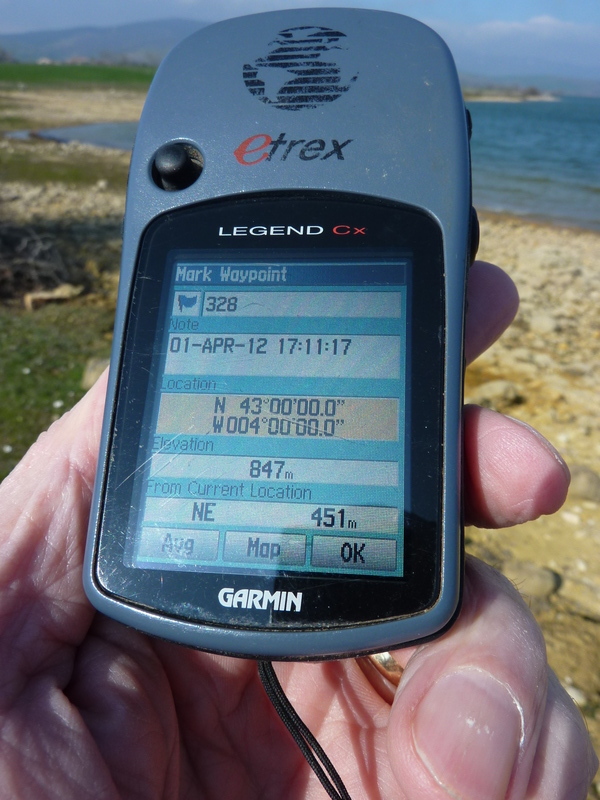 etrex
LEGEND Cx
Mark Waypoint
328
Note
01-APR-12 17:11:17
Location
N 43°00'00.0"
W004°00'00.0"
Elevation
847m
From Current Location
NE 451m
Avg Map OK
GARMIN